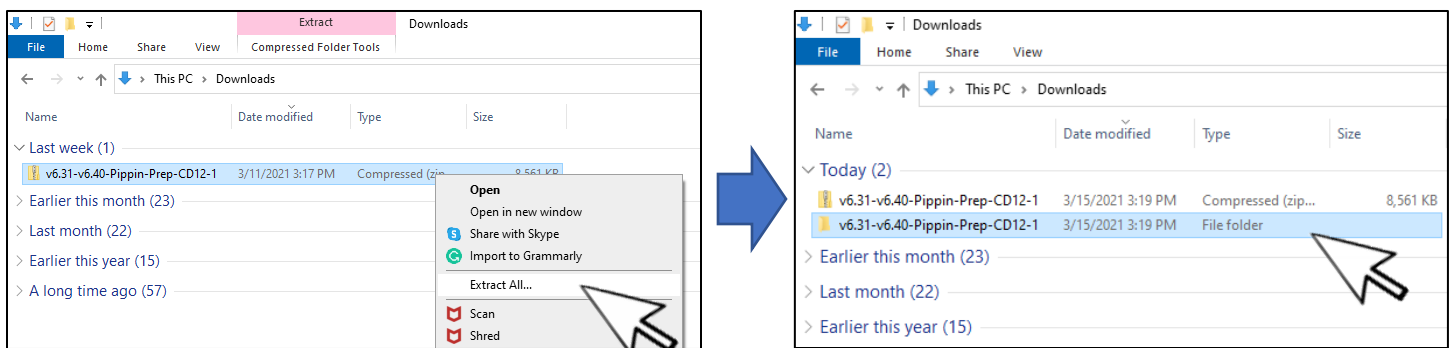 Extract
Downloads
File Home Share View Compressed Folder Tools
This PC > Downloads
Name Date modified Type Size
Last week (1)
v6.31-v6.40-Pippin-Prep-CD12-1 3/11/2021 3:17 PM Compressed (zip... 8,561 KB
Earlier this month (23)
Last month (22)
Earlier this year (15)
A long time ago (57)
Open
Open in new window
Share with Skype
Import to Grammarly
Extract All...
Scan
Shred
Downloads
File Home Share View
This PC > Downloads
Name Date modified Type Size
Today (2)
v6.31-v6.40-Pippin-Prep-CD12-1 3/15/2021 3:19 PM Compressed (zip... 8,561 KB
v6.31-v6.40-Pippin-Prep-CD12-1 3/15/2021 3:19 PM File folder
Earlier this month (23)
Last month (22)
Earlier this year (15)